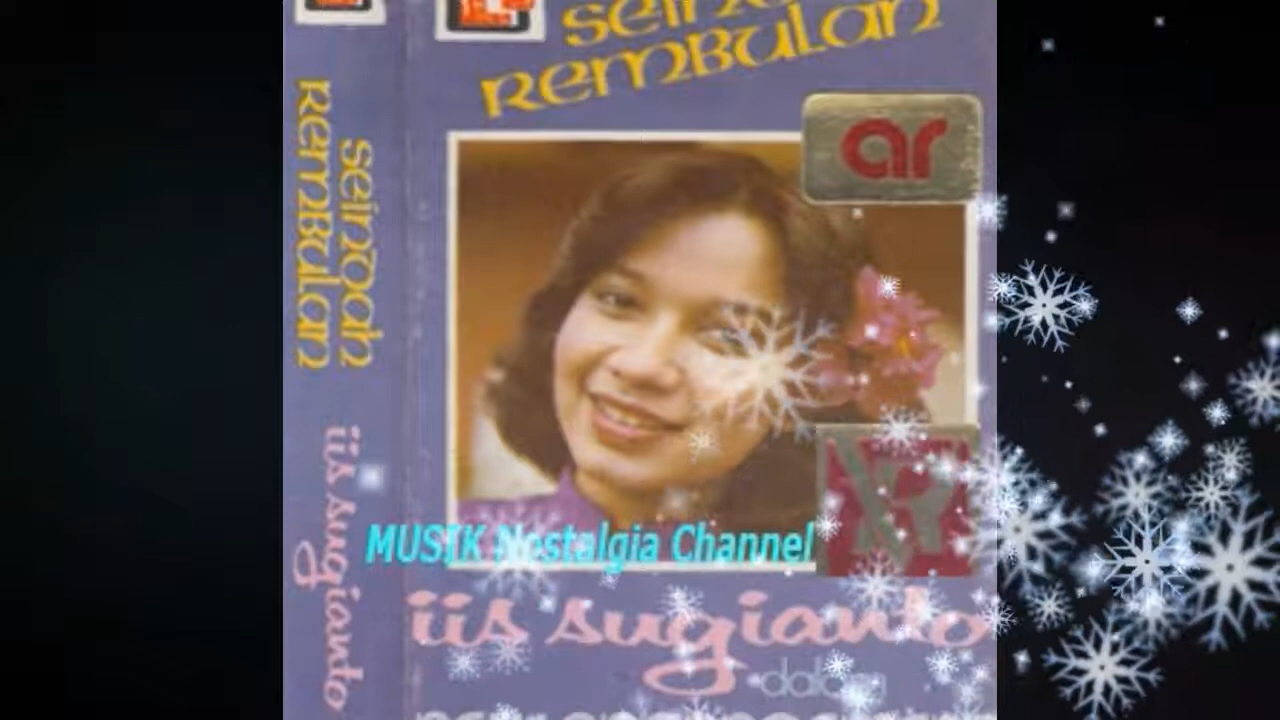 seindah
rembulan
ar
seindah
rembulan
iis sugianto
MUSIK Nostalgia Channel
iis sugianto
dalam